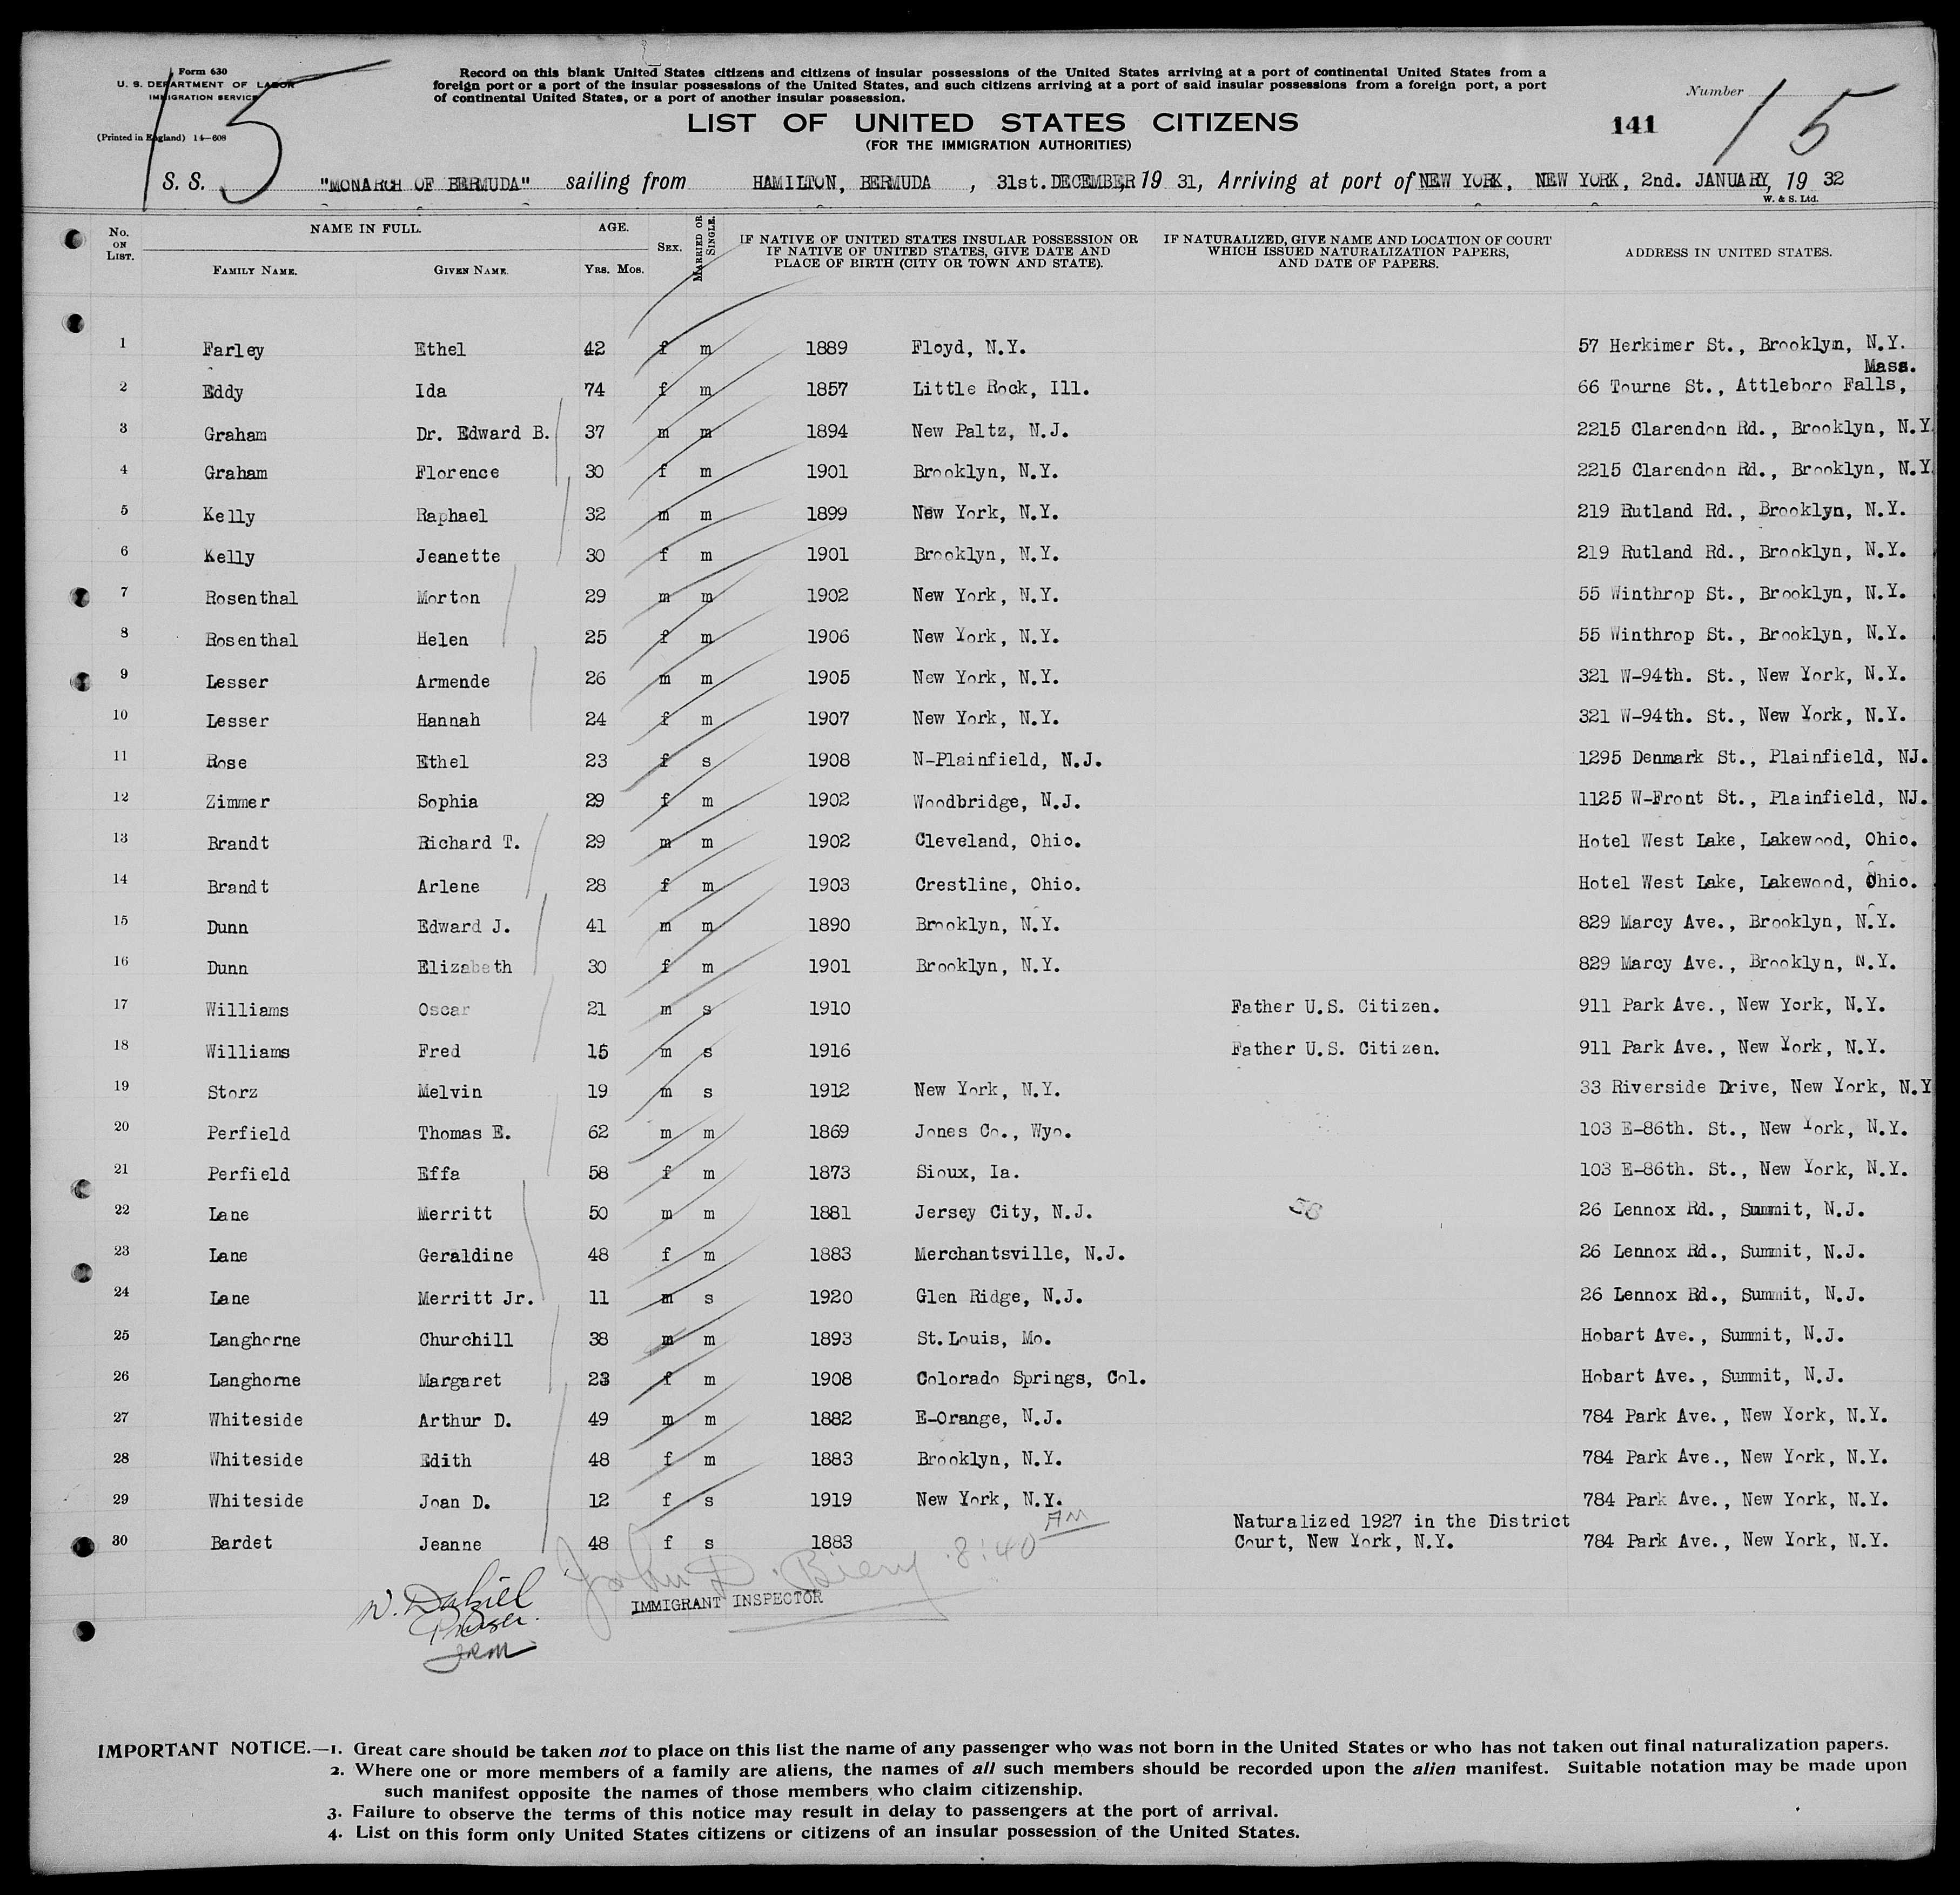 Form 630
U. S. DEPARTMENT OF LABOR
IMMIGRATION SERVICE
(Printed in England) 14—608
15
Record on this blank United States citizens and citizens of insular possessions of the United States arriving at a port of continental United States from a
foreign port or a port of the insular possessions of the United States, and such citizens arriving at a port of said insular possessions from a foreign port, a port
of continental United States, or a port of another insular possession.
Number 15
LIST OF UNITED STATES CITIZENS
141
(FOR THE IMMIGRATION AUTHORITIES)
S. S. "MONARCH OF BERMUDA" sailing from HAMILTON, BERMUDA, 31st. DECEMBER 19 31, Arriving at port of NEW YORK, NEW YORK, 2nd. JANUARY, 19 32
W. & S. Ltd.
No. ON LIST. NAME IN FULL. AGE. SEX. MARRIED OR SINGLE. IF NATIVE OF UNITED STATES INSULAR POSSESSION OR IF NATIVE OF UNITED STATES, GIVE DATE AND PLACE OF BIRTH (CITY OR TOWN AND STATE). IF NATURALIZED, GIVE NAME AND LOCATION OF COURT WHICH ISSUED NATURALIZATION PAPERS, AND DATE OF PAPERS. ADDRESS IN UNITED STATES.
FAMILY NAME. GIVEN NAME. YRS. MOS.
1 Farley Ethel 42 f m 1889 Floyd, N.Y. 57 Herkimer St., Brooklyn, N.Y.
Mass.
2 Eddy Ida 74 f m 1857 Little Rock, Ill. 66 Tourne St., Attleboro Falls,
3 Graham Dr. Edward B. 37 m m 1894 New Paltz, N.J. 2215 Clarendon Rd., Brooklyn, N.Y
4 Graham Florence 30 f m 1901 Brooklyn, N.Y. 2215 Clarendon Rd., Brooklyn, N.Y
5 Kelly Raphael 32 m m 1899 New York, N.Y. 219 Rutland Rd., Brooklyn, N.Y.
6 Kelly Jeanette 30 f m 1901 Brooklyn, N.Y. 219 Rutland Rd., Brooklyn, N.Y.
7 Rosenthal Morton 29 m m 1902 New York, N.Y. 55 Winthrop St., Brooklyn, N.Y.
8 Rosenthal Helen 25 f m 1906 New York, N.Y. 55 Winthrop St., Brooklyn, N.Y.
9 Lesser Armende 26 m m 1905 New York, N.Y. 321 W-94th. St., New York, N.Y.
10 Lesser Hannah 24 f m 1907 New York, N.Y. 321 W-94th. St., New York, N.Y.
11 Rose Ethel 23 f s 1908 N-Plainfield, N.J. 1295 Denmark St., Plainfield, NJ.
12 Zimmer Sophia 29 f m 1902 Woodbridge, N.J. 1125 W-Front St., Plainfield, NJ.
13 Brandt Richard T. 29 m m 1902 Cleveland, Ohio. Hotel West Lake, Lakewood, Ohio.
14 Brandt Arlene 28 f m 1903 Crestline, Ohio. Hotel West Lake, Lakewood, Ohio.
15 Dunn Edward J. 41 m m 1890 Brooklyn, N.Y. 829 Marcy Ave., Brooklyn, N.Y.
16 Dunn Elizabeth 30 f m 1901 Brooklyn, N.Y. 829 Marcy Ave., Brooklyn, N.Y.
17 Williams Oscar 21 m s 1910 Father U.S. Citizen. 911 Park Ave., New York, N.Y.
18 Williams Fred 15 m s 1916 Father U.S. Citizen. 911 Park Ave., New York, N.Y.
19 Storz Melvin 19 m s 1912 New York, N.Y. 33 Riverside Drive, New York, N.Y
20 Perfield Thomas E. 62 m m 1869 Jones Co., Wyo. 103 E-86th. St., New York, N.Y.
21 Perfield Effa 58 f m 1873 Sioux, Ia. 103 E-86th. St., New York, N.Y.
22 Lane Merritt 50 m m 1881 Jersey City, N.J. 26 Lennox Rd., Summit, N.J.
23 Lane Geraldine 48 f m 1883 Merchantsville, N.J. 26 Lennox Rd., Summit, N.J.
24 Lane Merritt Jr. 11 m s 1920 Glen Ridge, N.J. 26 Lennox Rd., Summit, N.J.
25 Langhorne Churchill 38 m m 1893 St.Louis, Mo. Hobart Ave., Summit, N.J.
26 Langhorne Margaret 23 f m 1908 Colorado Springs, Col. Hobart Ave., Summit, N.J.
27 Whiteside Arthur D. 49 m m 1882 E-Orange, N.J. 784 Park Ave., New York, N.Y.
28 Whiteside Edith 48 f m 1883 Brooklyn, N.Y. 784 Park Ave., New York, N.Y.
29 Whiteside Joan D. 12 f s 1919 New York, N.Y. 784 Park Ave., New York, N.Y.
30 Bardet Jeanne 48 f s 1883 Naturalized 1927 in the District Court, New York, N.Y. 784 Park Ave., New York, N.Y.
John D. 8:40 AM
IMMIGRANT INSPECTOR
Purser.
IMPORTANT NOTICE.—1. Great care should be taken not to place on this list the name of any passenger who was not born in the United States or who has not taken out final naturalization papers.
2. Where one or more members of a family are aliens, the names of all such members should be recorded upon the alien manifest. Suitable notation may be made upon
such manifest opposite the names of those members who claim citizenship.
3. Failure to observe the terms of this notice may result in delay to passengers at the port of arrival.
4. List on this form only United States citizens or citizens of an insular possession of the United States.